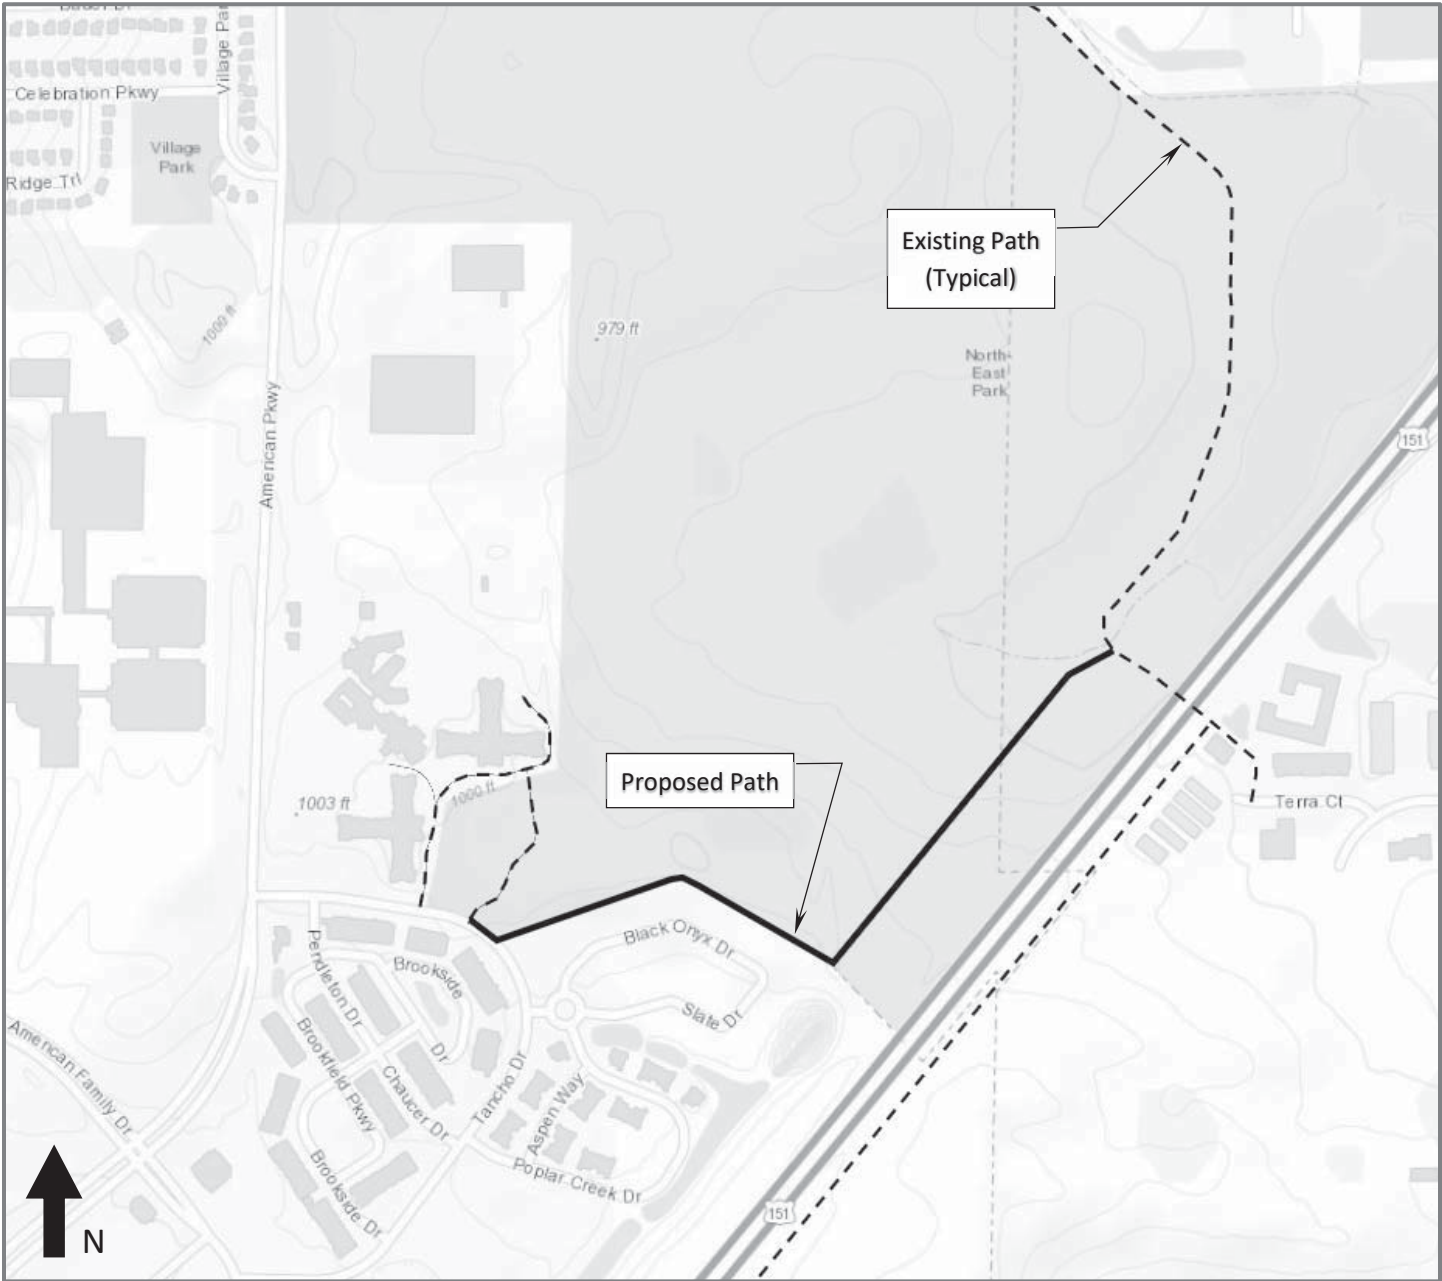 Village Par
Celebration Pkwy
Village
Park
Ridge Trl
1000 ft
American Pkwy
979 ft
Existing Path
(Typical)
North-
East
Park
151
Proposed Path
1003 ft
1000 ft
Terra Ct
Black Onyx Dr
Slate Dr
Pendleton Dr
Brookside
Dr
Brookfield Pkwy
Chaucer Dr
Tancho Dr
Aspen Way
Poplar Creek Dr
Brookside Dr
American Family Dr
151
N